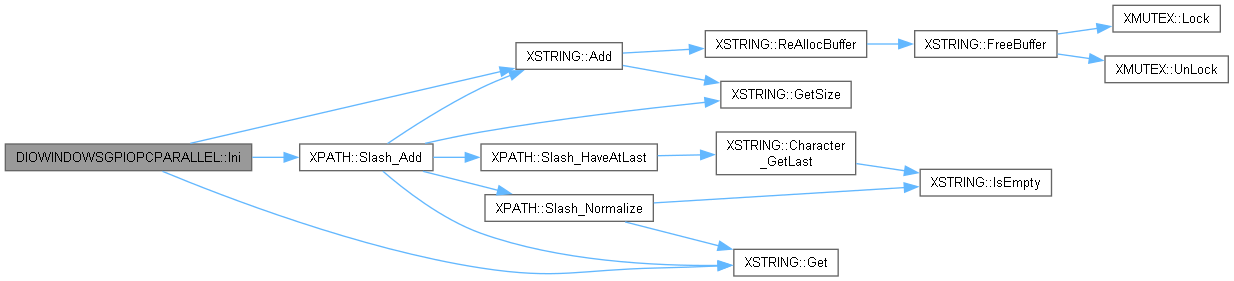 DIOWINDOWSGPIOPCPARALLEL::Ini
XPATH::Slash_Add
XSTRING::Add
XSTRING::ReAllocBuffer
XSTRING::FreeBuffer
XMUTEX::Lock
XMUTEX::UnLock
XSTRING::GetSize
XPATH::Slash_HaveAtLast
XSTRING::Character
_GetLast
XSTRING::IsEmpty
XPATH::Slash_Normalize
XSTRING::Get